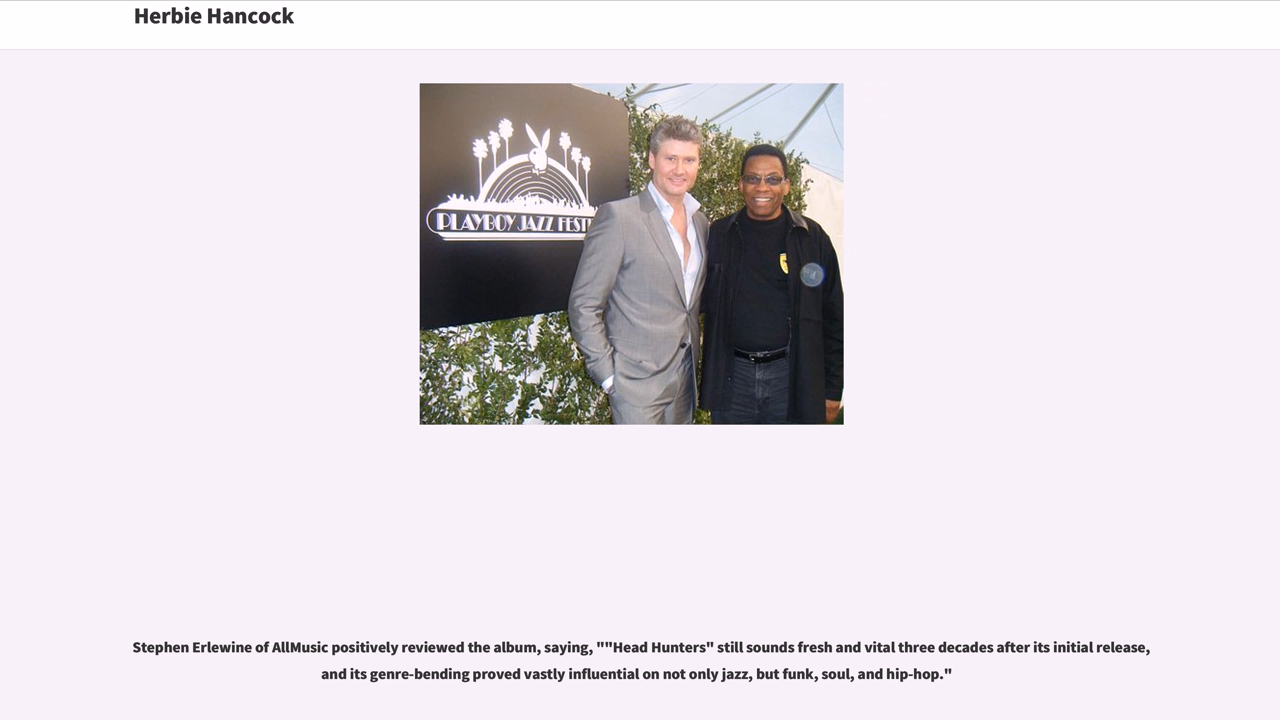 Herbie Hancock
PLAYBOY JAZZ FEST
Stephen Erlewine of AllMusic positively reviewed the album, saying, ""Head Hunters" still sounds fresh and vital three decades after its initial release,
and its genre-bending proved vastly influential on not only jazz, but funk, soul, and hip-hop."